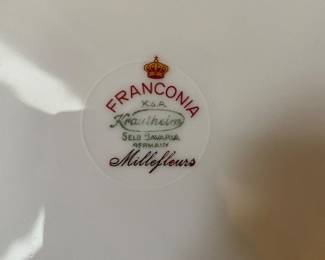 FRANCONIA
K&A
Krautheim
SELB BAVARIA
GERMANY
Millefleurs